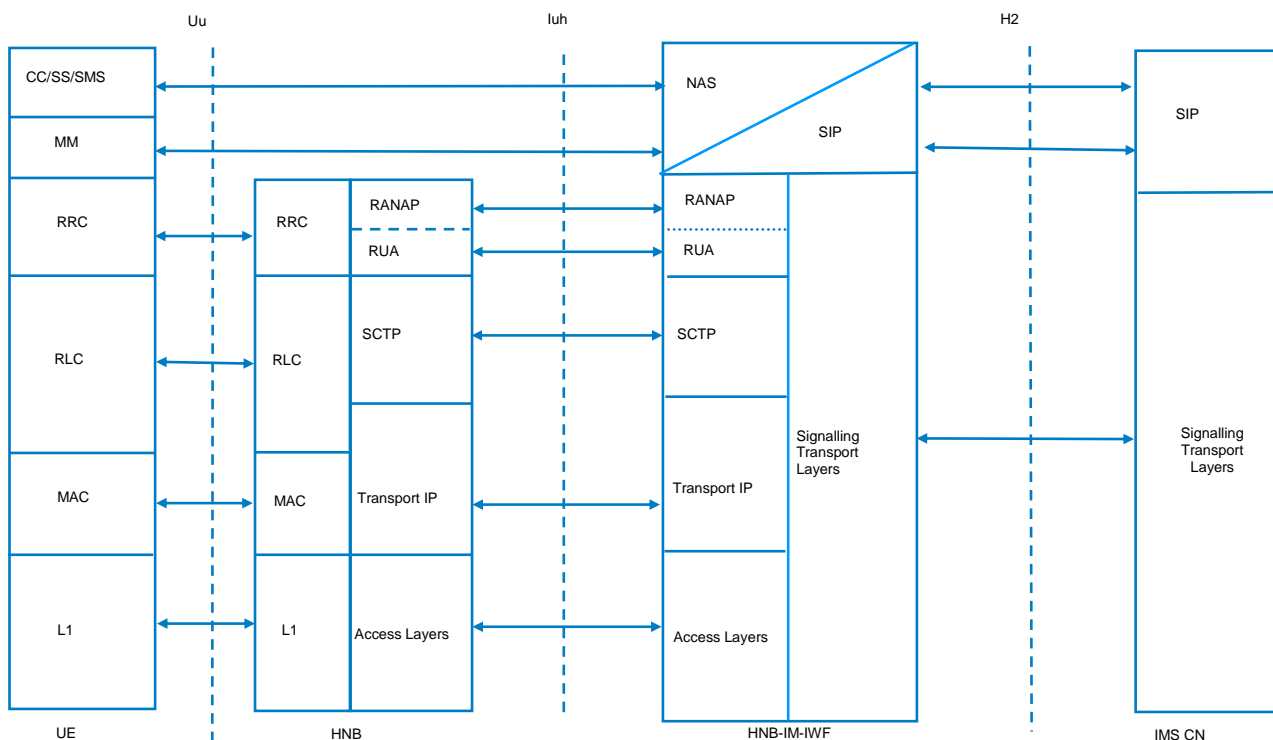 Uu
Iuh
H2
CC/SS/SMS
MM
RRC
RLC
MAC
L1
UE
RRC
RLC
MAC
L1
RANAP
RUA
SCTP
Transport IP
Access Layers
HNB
NAS
SIP
RANAP
RUA
SCTP
Transport IP
Access Layers
Signalling
Transport
Layers
HNB-IM-IWF
SIP
Signalling
Transport
Layers
IMS CN